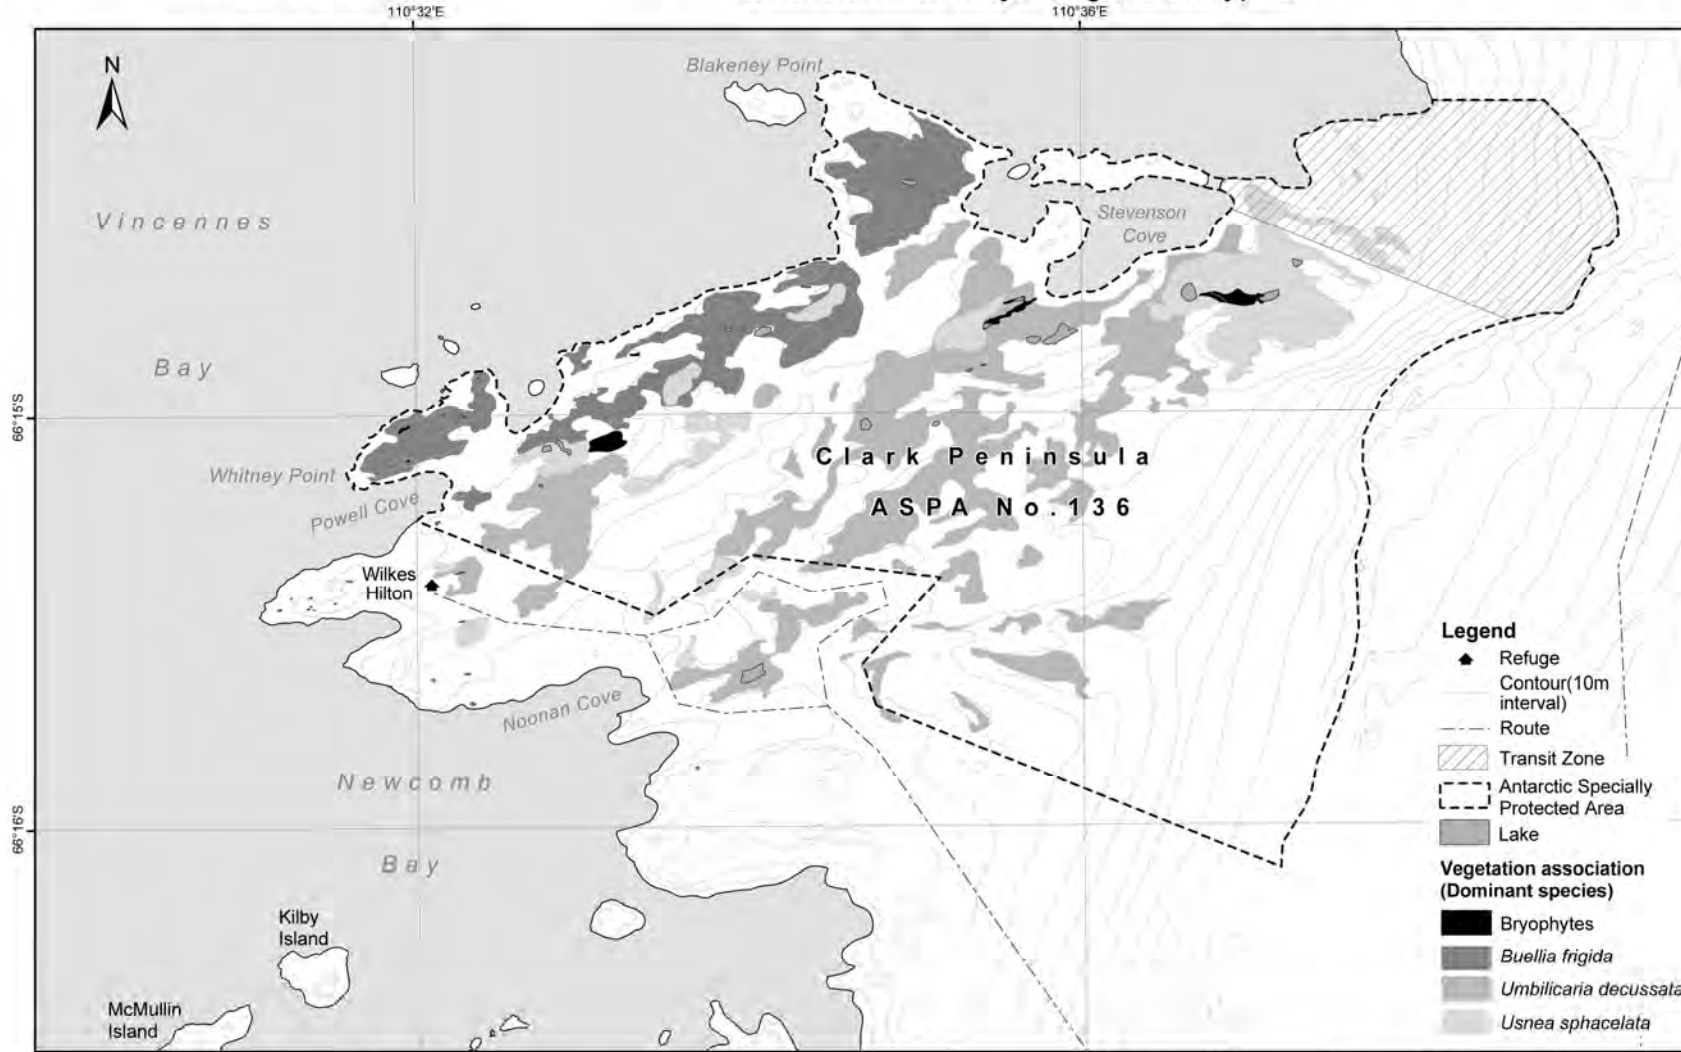 110°32'E
110°36'E
N
Blakeney Point
Vincennes
Stevenson
Cove
Bay
66°15'S
Clark Peninsula
Whitney Point
Powell Cove
ASPA No.136
Wilkes
Hilton
Noonan Cove
Newcomb
66°16'S
Bay
Kilby
Island
McMullin
Island
Legend
Refuge
Contour(10m
interval)
Route
Transit Zone
Antarctic Specially
Protected Area
Lake
Vegetation association
(Dominant species)
Bryophytes
Buellia frigida
Umbilicaria decussata
Usnea sphacelata